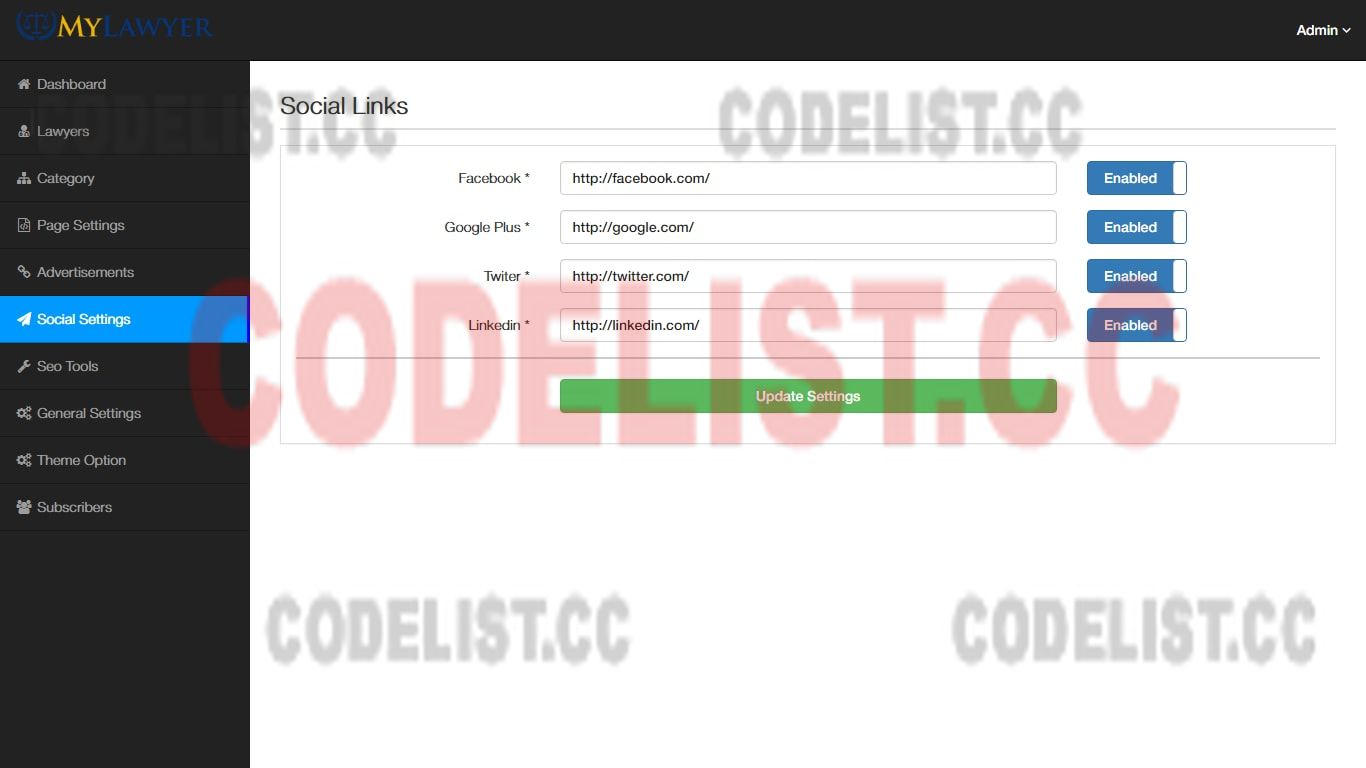 MYLAWYER
Admin
Dashboard
Lawyers
Category
Page Settings
Advertisements
Social Settings
Seo Tools
General Settings
Theme Option
Subscribers
Social Links
Facebook * http://facebook.com/ Enabled
Google Plus * http://google.com/ Enabled
Twiter * http://twitter.com/ Enabled
Linkedin * http://linkedin.com/ Enabled
Update Settings
CODELIST.CC
CODELIST.CC
CODELIST.CC
CODELIST.CC
CODELIST.CC